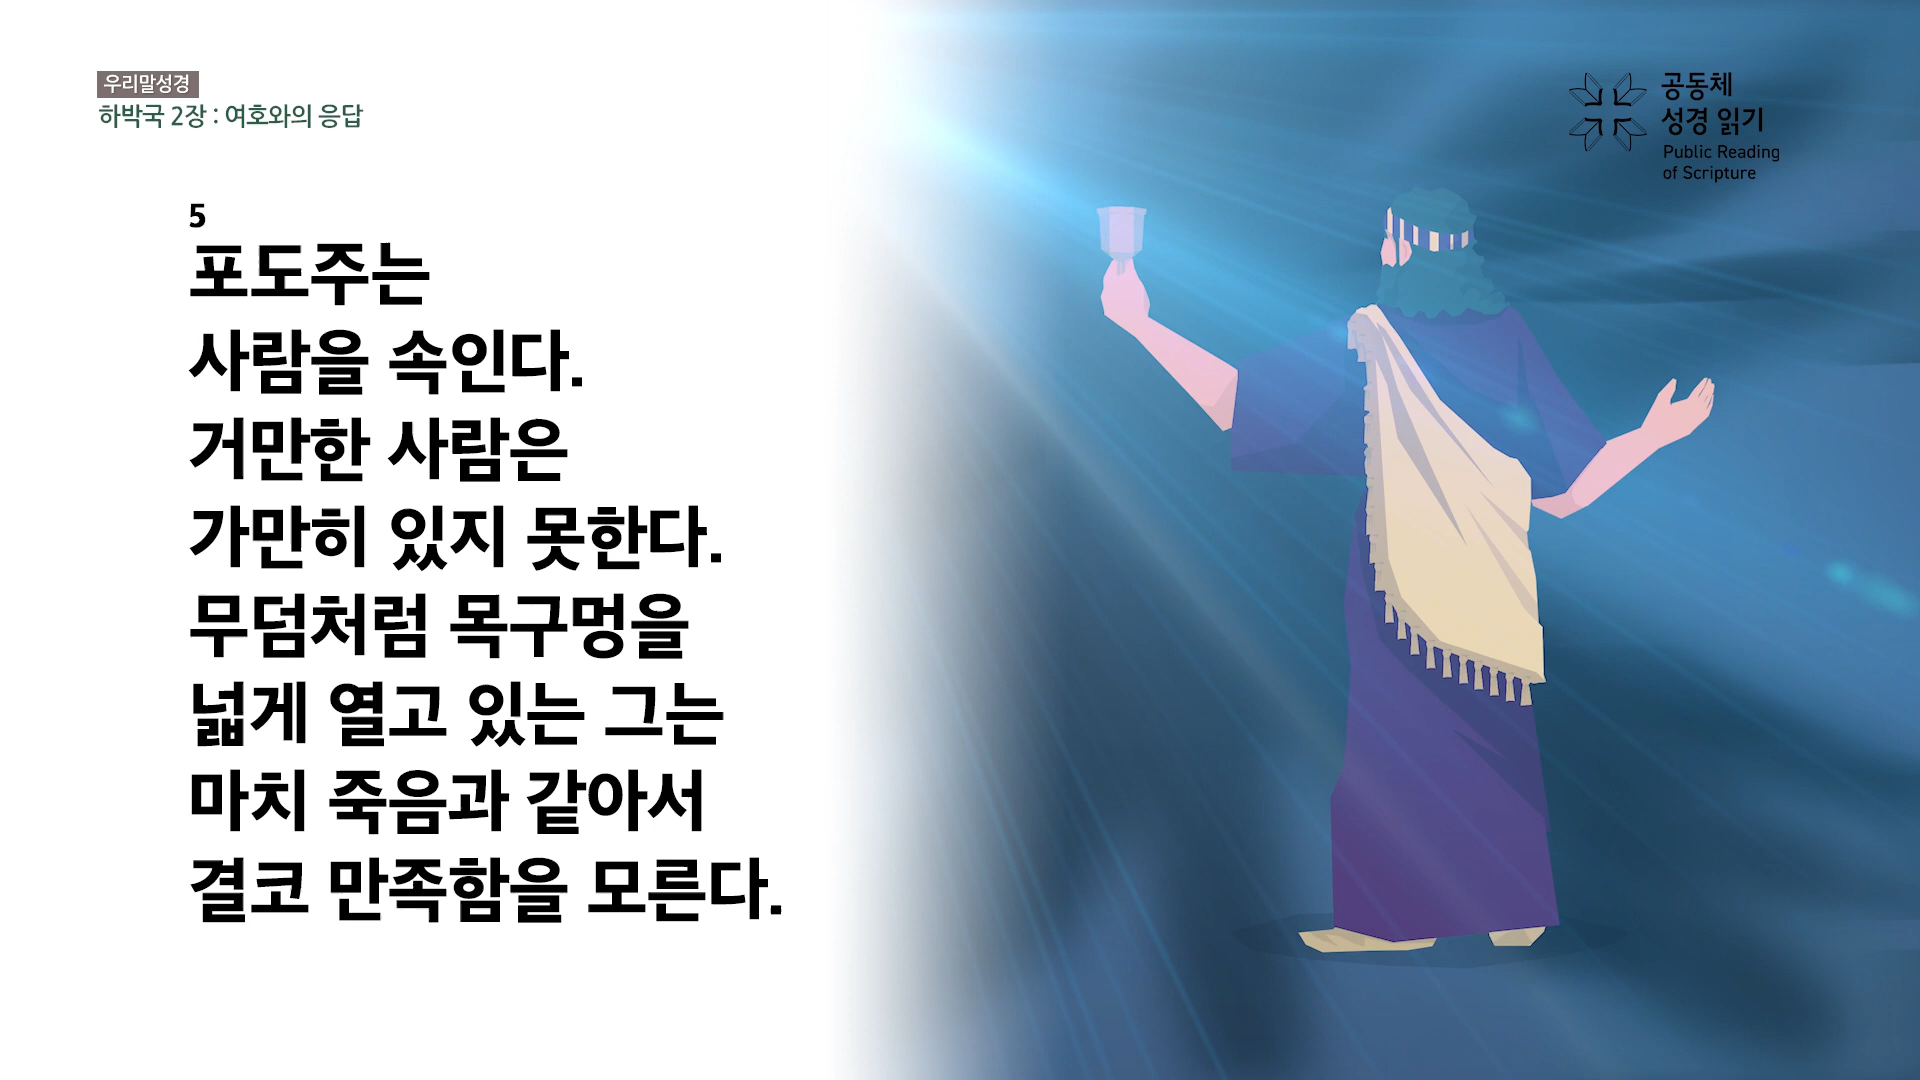 우리말성경
하박국 2장 : 여호와의 응답
공동체
성경 읽기
Public Reading
of Scripture
5
포도주는
사람을 속인다.
거만한 사람은
가만히 있지 못한다.
무덤처럼 목구멍을
넓게 열고 있는 그는
마치 죽음과 같아서
결코 만족함을 모른다.